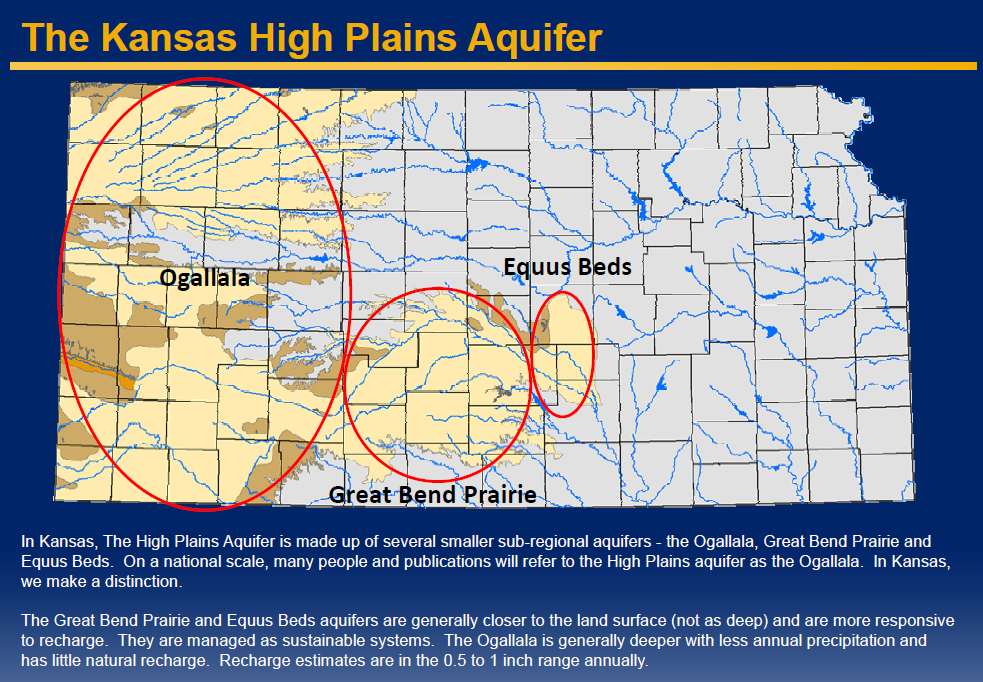 The Kansas High Plains Aquifer
Equus Beds
Ogallala
Great Bend Prairie
In Kansas, The High Plains Aquifer is made up of several smaller sub-regional aquifers - the Ogallala, Great Bend Prairie and
Equus Beds.  On a national scale, many people and publications will refer to the High Plains aquifer as the Ogallala.  In Kansas,
we make a distinction.
The Great Bend Prairie and Equus Beds aquifers are generally closer to the land surface (not as deep) and are more responsive
to recharge.  They are managed as sustainable systems.  The Ogallala is generally deeper with less annual precipitation and
has little natural recharge.  Recharge estimates are in the 0.5 to 1 inch range annually.